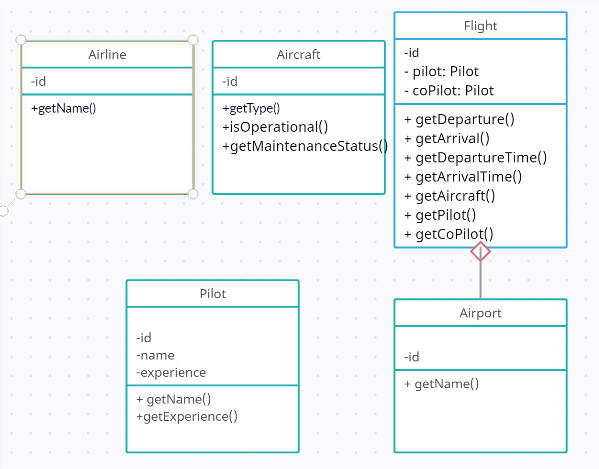 Airline
-id
+getName()
Aircraft
-id
+getType()
+isOperational()
+getMaintenanceStatus()
Flight
-id
- pilot: Pilot
- coPilot: Pilot
+ getDeparture()
+ getArrival()
+ getDepartureTime()
+ getArrivalTime()
+ getAircraft()
+ getPilot()
+ getCoPilot()
Pilot
-id
-name
-experience
+ getName()
+getExperience()
Airport
-id
+ getName()